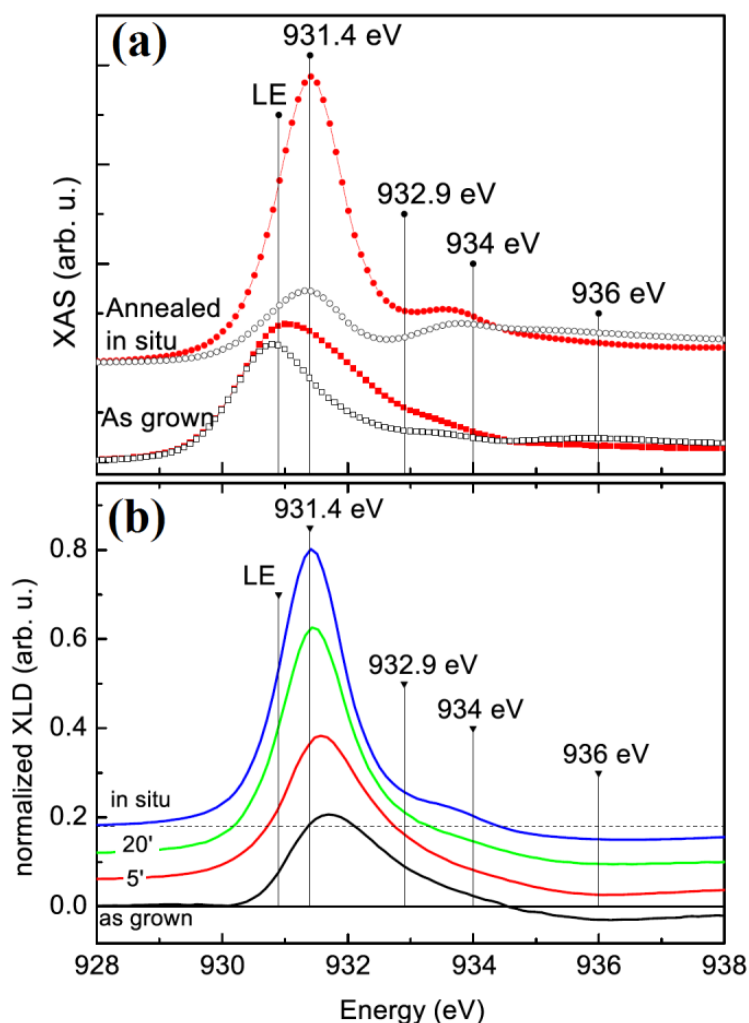 (a)
931.4 eV
LE
932.9 eV
934 eV
936 eV
Annealed
in situ
As grown
XAS (arb. u.)
(b)
931.4 eV
LE
932.9 eV
934 eV
936 eV
0.8
0.6
0.4
0.2
0.0
in situ
20'
5'
as grown
normalized XLD (arb. u.)
928 930 932 934 936 938
Energy (eV)